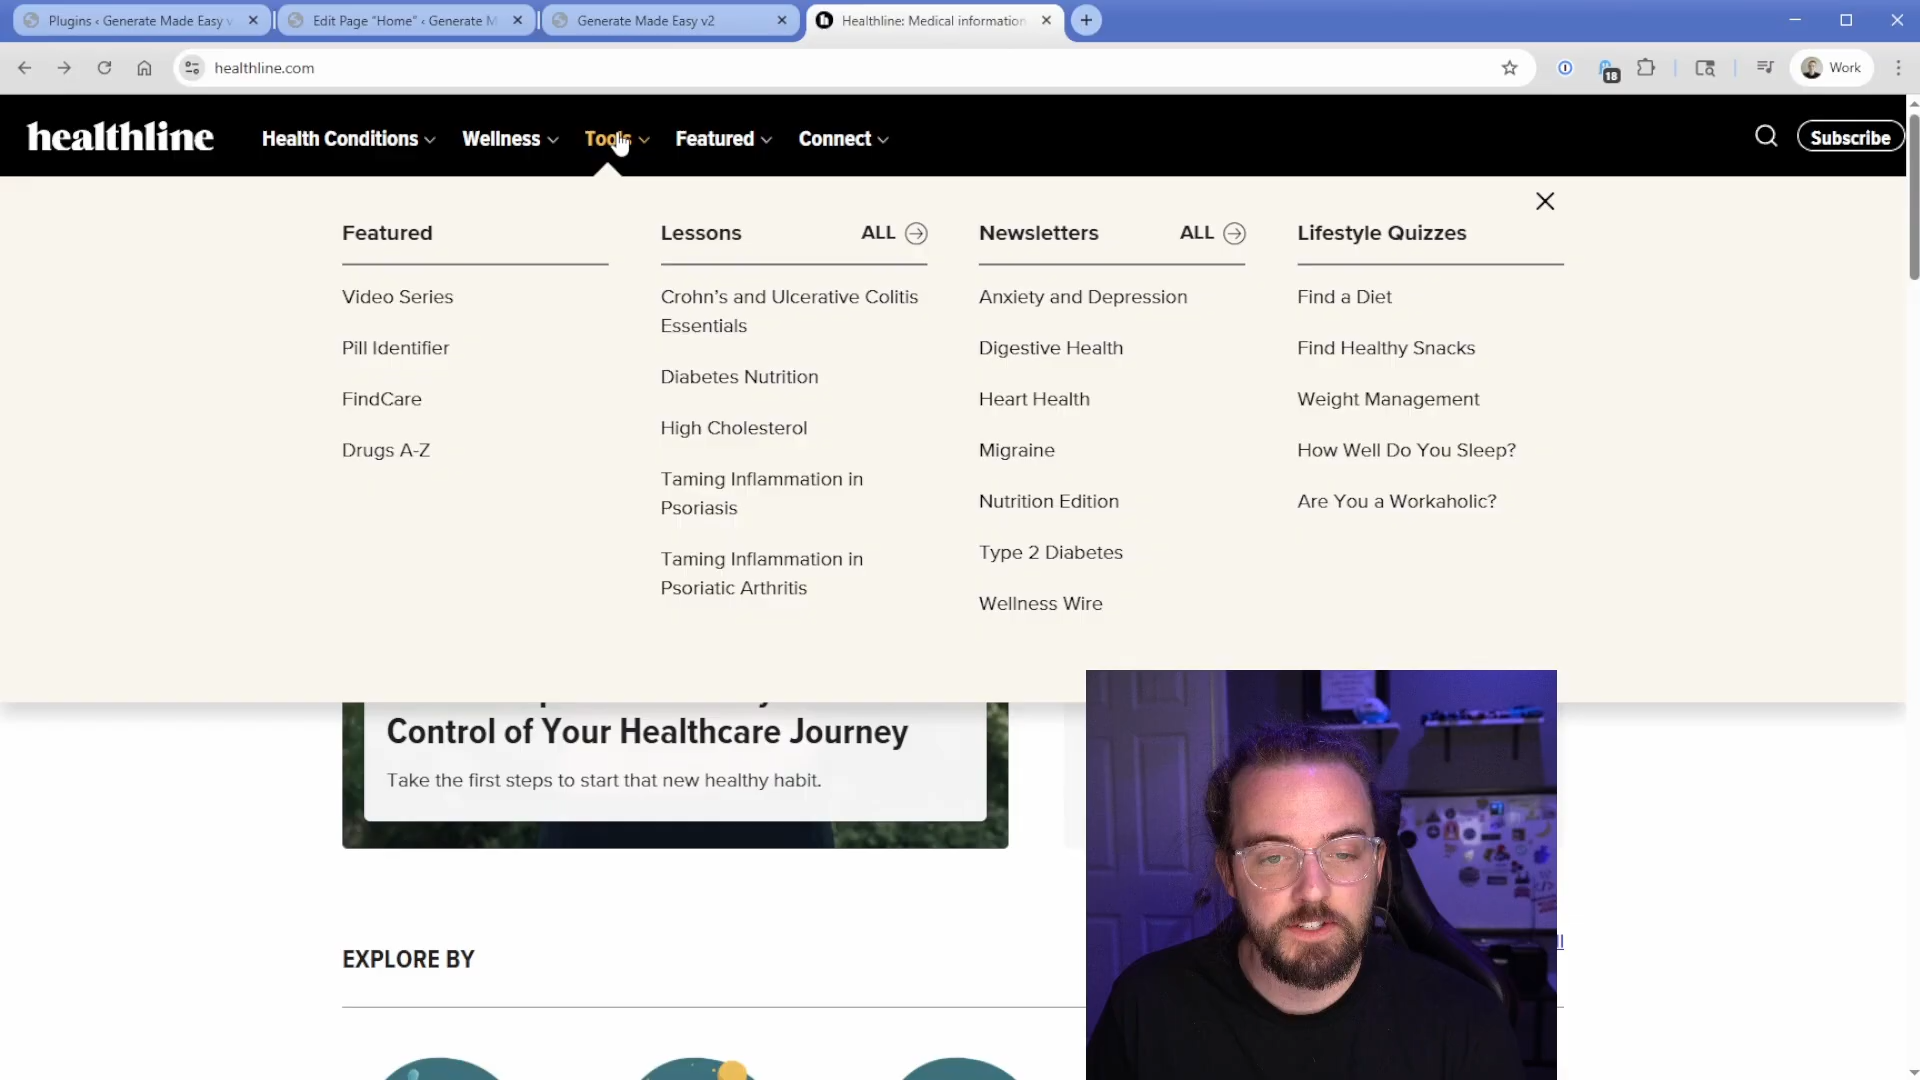 Plugins ‹ Generate Made Easy v
Edit Page “Home” ‹ Generate M
Generate Made Easy v2
Healthline: Medical information
healthline.com
18
Work
healthline
Health Conditions
Wellness
Tools
Featured
Connect
Subscribe
Featured
Video Series
Pill Identifier
FindCare
Drugs A-Z
Lessons
ALL
Crohn’s and Ulcerative Colitis
Essentials
Diabetes Nutrition
High Cholesterol
Taming Inflammation in
Psoriasis
Taming Inflammation in
Psoriatic Arthritis
Newsletters
ALL
Anxiety and Depression
Digestive Health
Heart Health
Migraine
Nutrition Edition
Type 2 Diabetes
Wellness Wire
Lifestyle Quizzes
Find a Diet
Find Healthy Snacks
Weight Management
How Well Do You Sleep?
Are You a Workaholic?
Control of Your Healthcare Journey
Take the first steps to start that new healthy habit.
EXPLORE BY